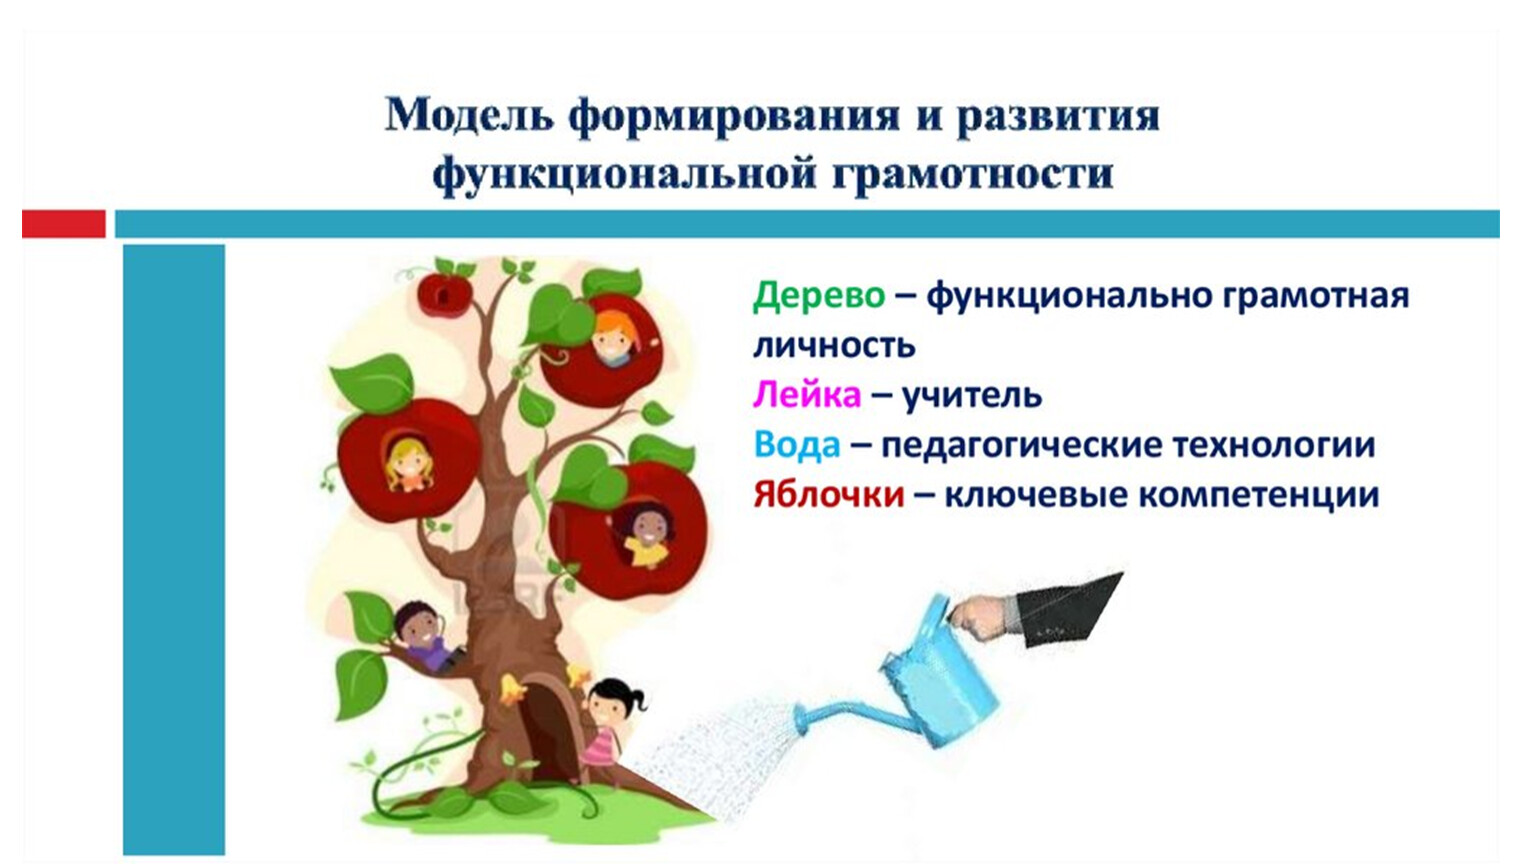 Модель формирования и развития
функциональной грамотности
Дерево – функционально грамотная
личность
Лейка – учитель
Вода – педагогические технологии
Яблочки – ключевые компетенции